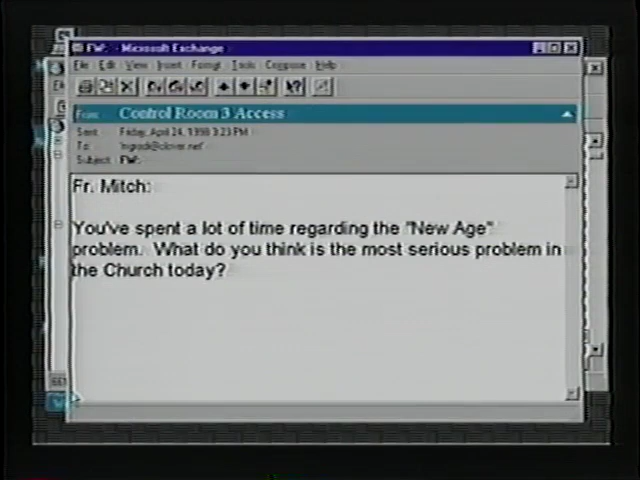 FW: - Microsoft Exchange
File Edit View Insert Format Tools Compose Help
From: Control Room 3 Access
Sent: Friday, April 24, 1998 3:23 PM
To:
Subject: FW:
Fr. Mitch:
You've spent a lot of time regarding the "New Age"
problem. What do you think is the most serious problem in
the Church today?